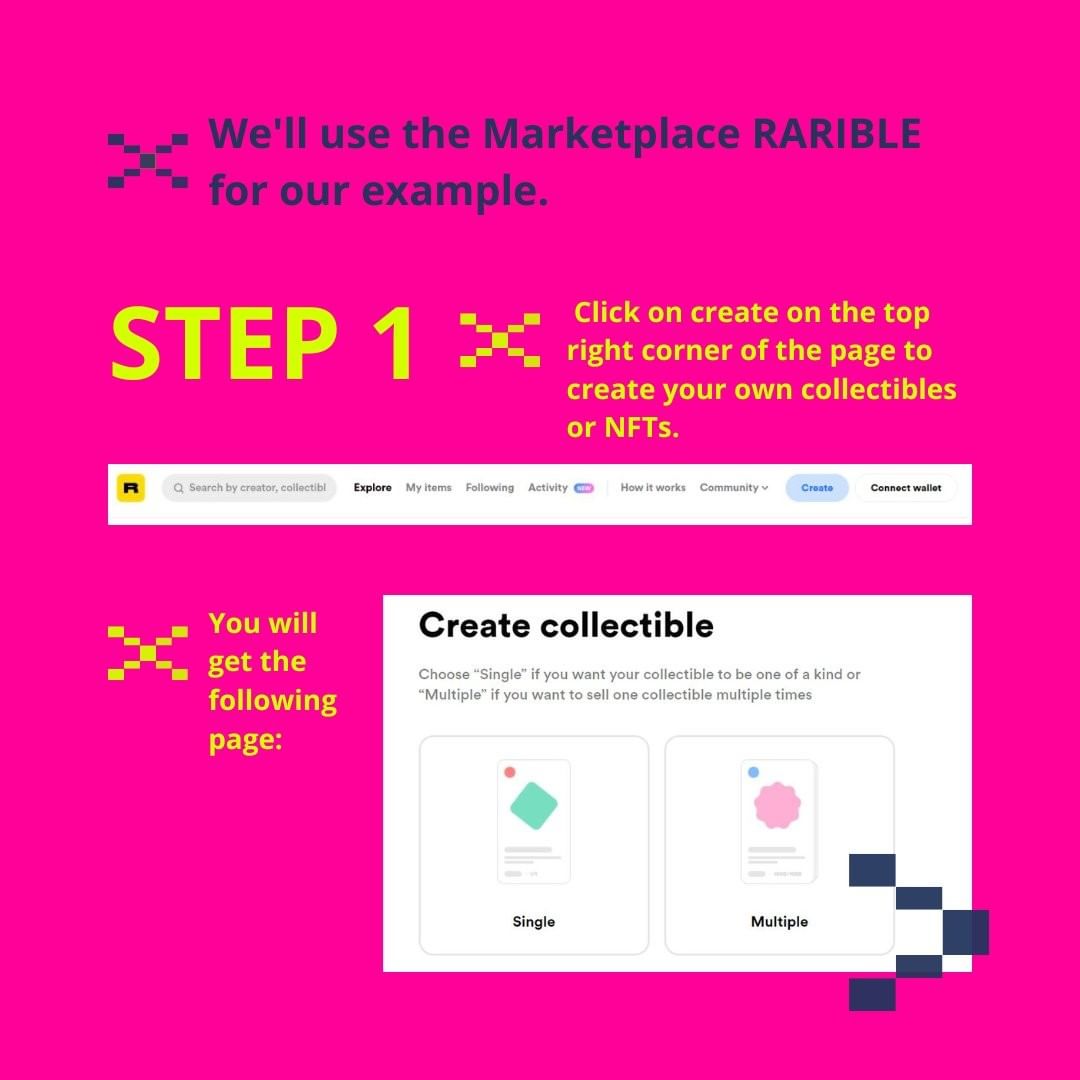 We'll use the Marketplace RARIBLE
for our example.
STEP 1
Click on create on the top
right corner of the page to
create your own collectibles
or NFTs.
R Search by creator, collectibl Explore My items Following Activity NEW How it works Community Create Connect wallet
You will
get the
following
page:
Create collectible
Choose “Single” if you want your collectible to be one of a kind or
“Multiple” if you want to sell one collectible multiple times
Single Multiple